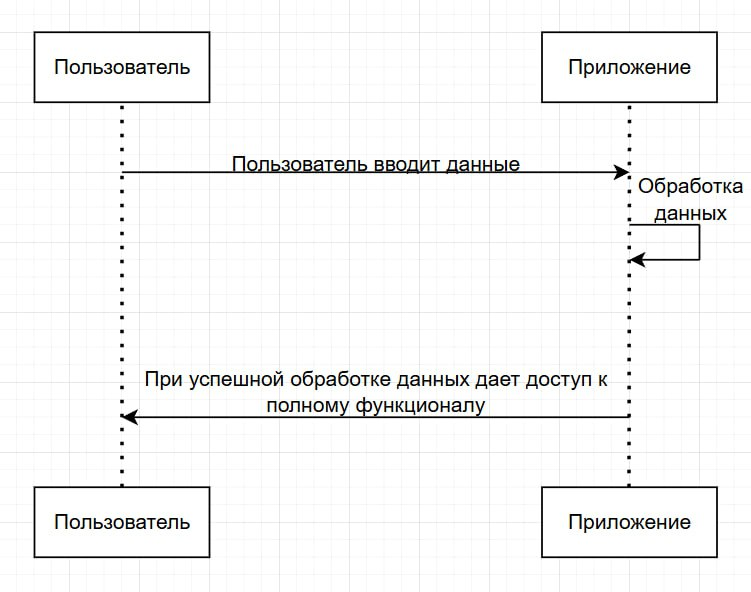 Пользователь
Приложение
Пользователь вводит данные
Обработка
данных
При успешной обработке данных дает доступ к
полному функционалу
Пользователь
Приложение